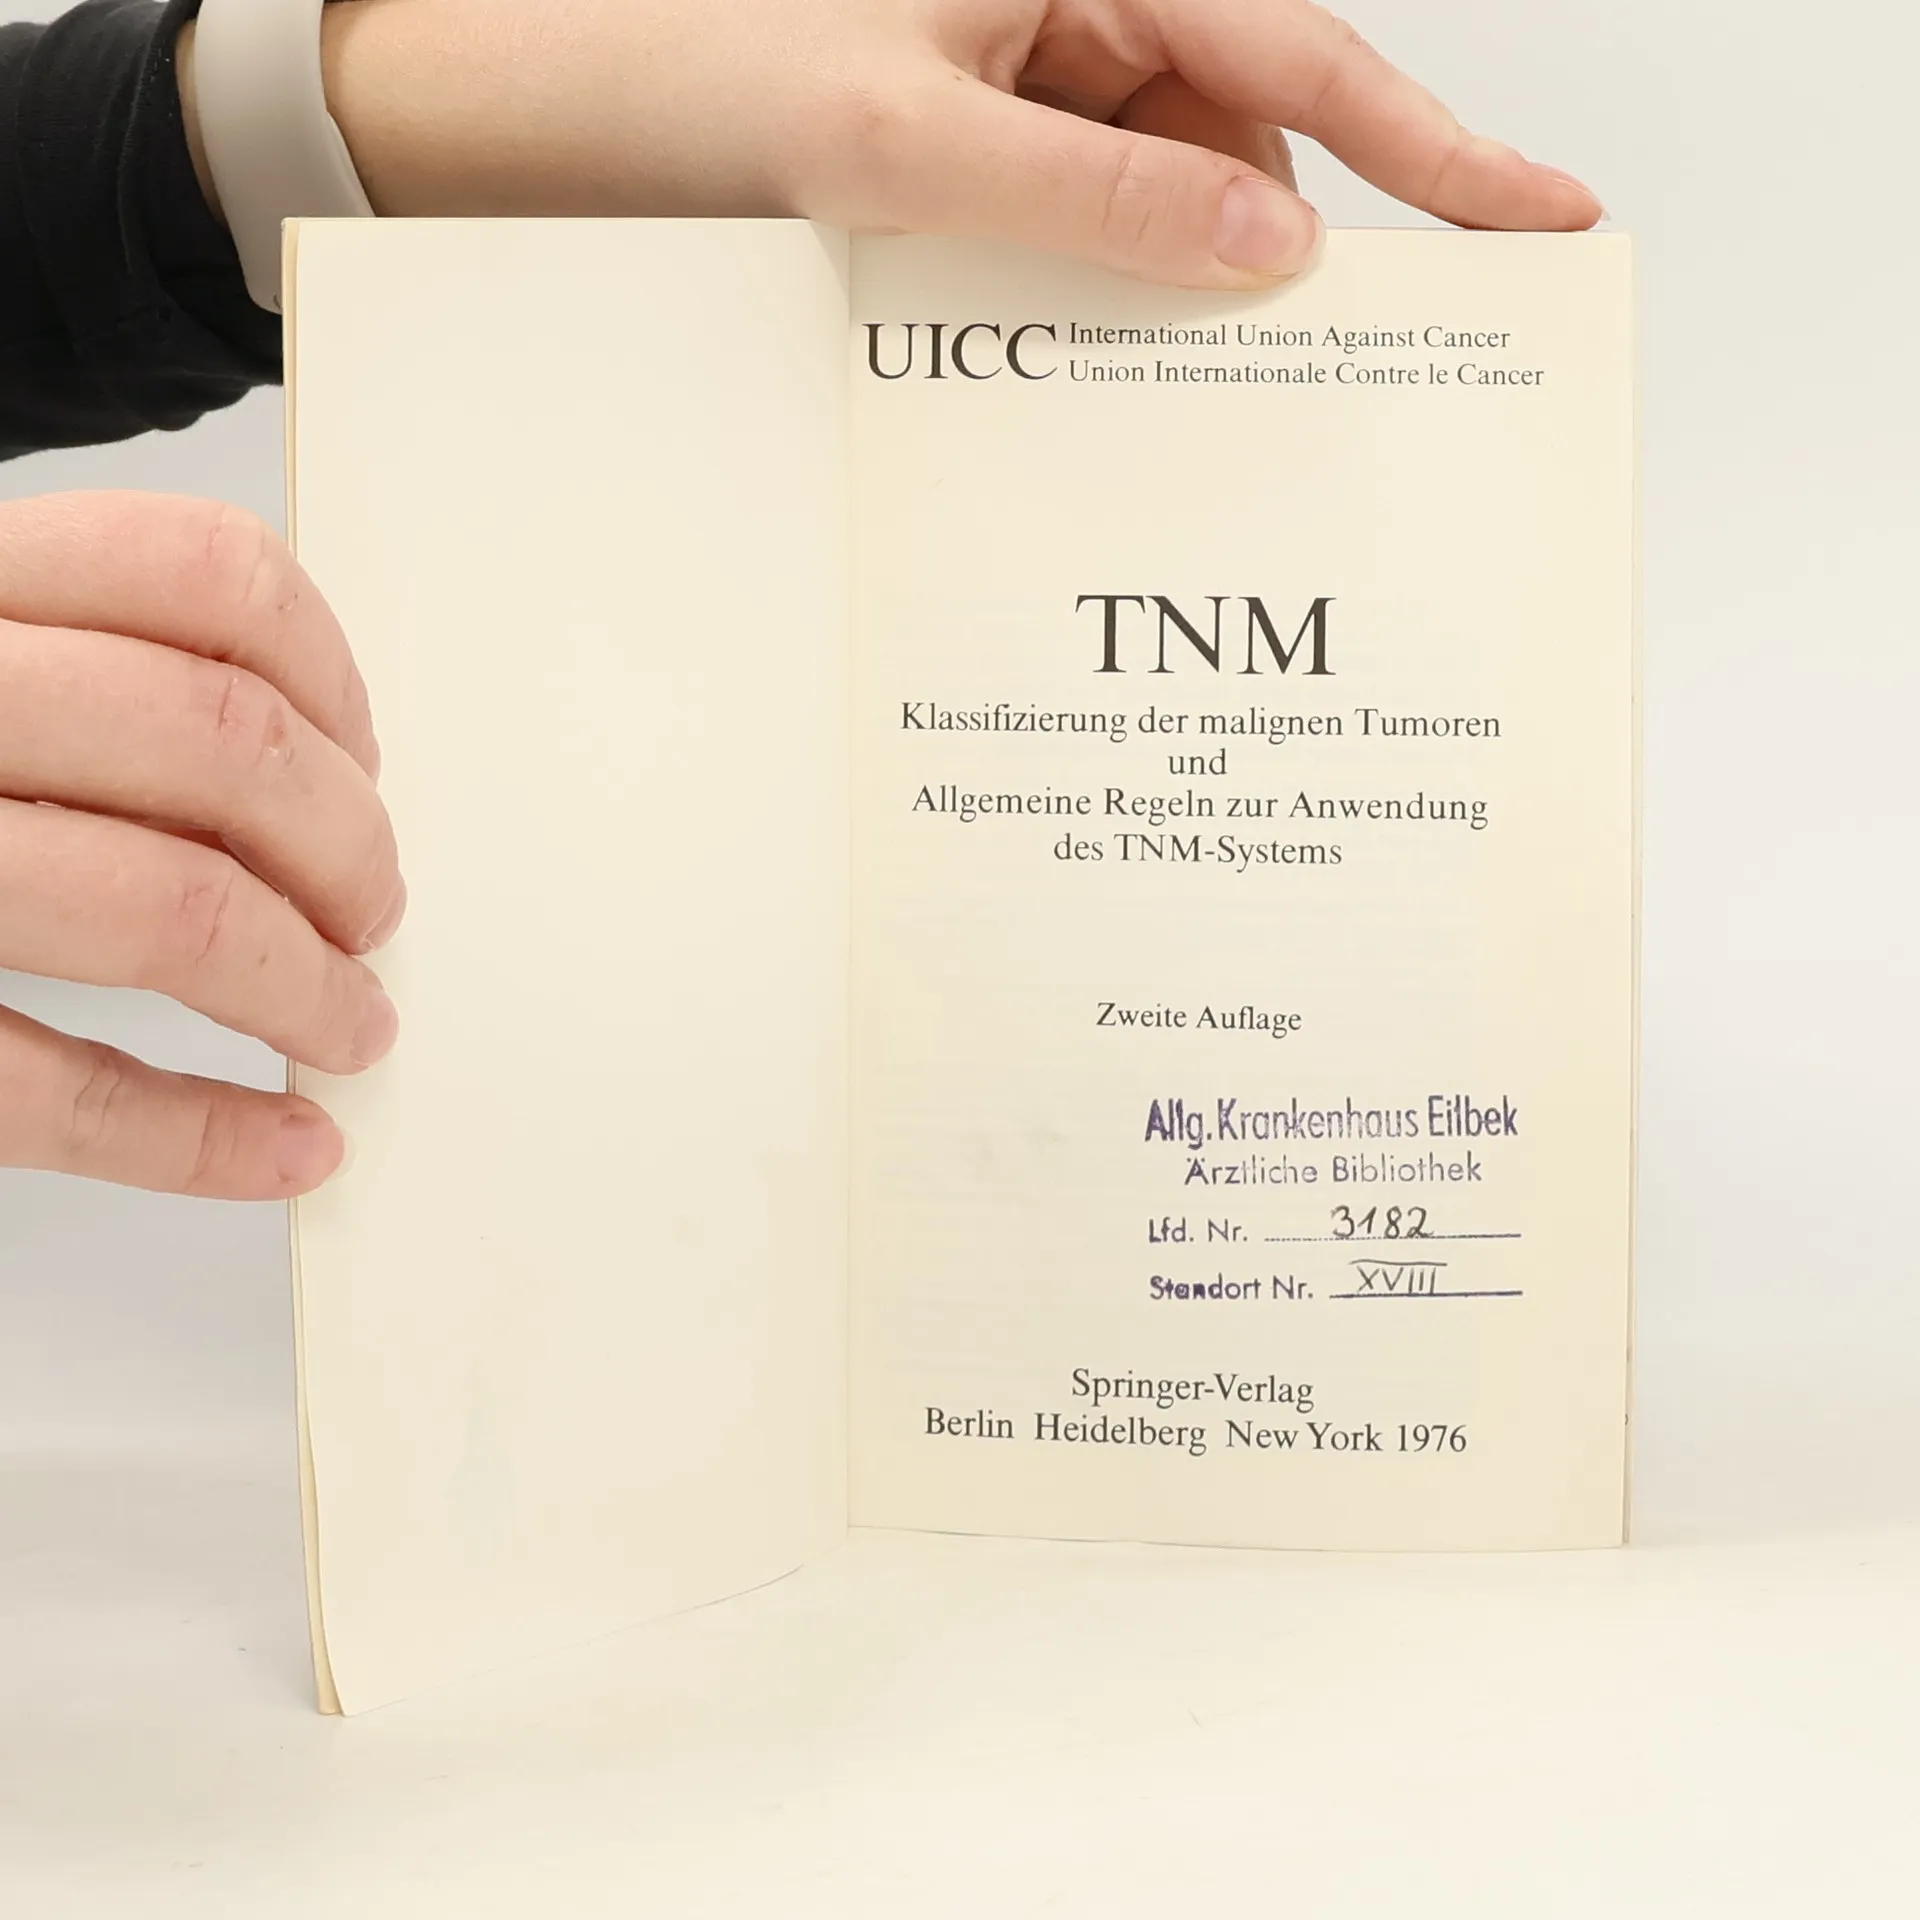 UICC International Union Against Cancer
Union Internationale Contre le Cancer
TNM
Klassifizierung der malignen Tumoren
und
Allgemeine Regeln zur Anwendung
des TNM-Systems
Zweite Auflage
Allg. Krankenhaus Eilbek
Ärztliche Bibliothek
Lfd. Nr. 3182
Standort Nr. XVIII
Springer-Verlag
Berlin Heidelberg New York 1976